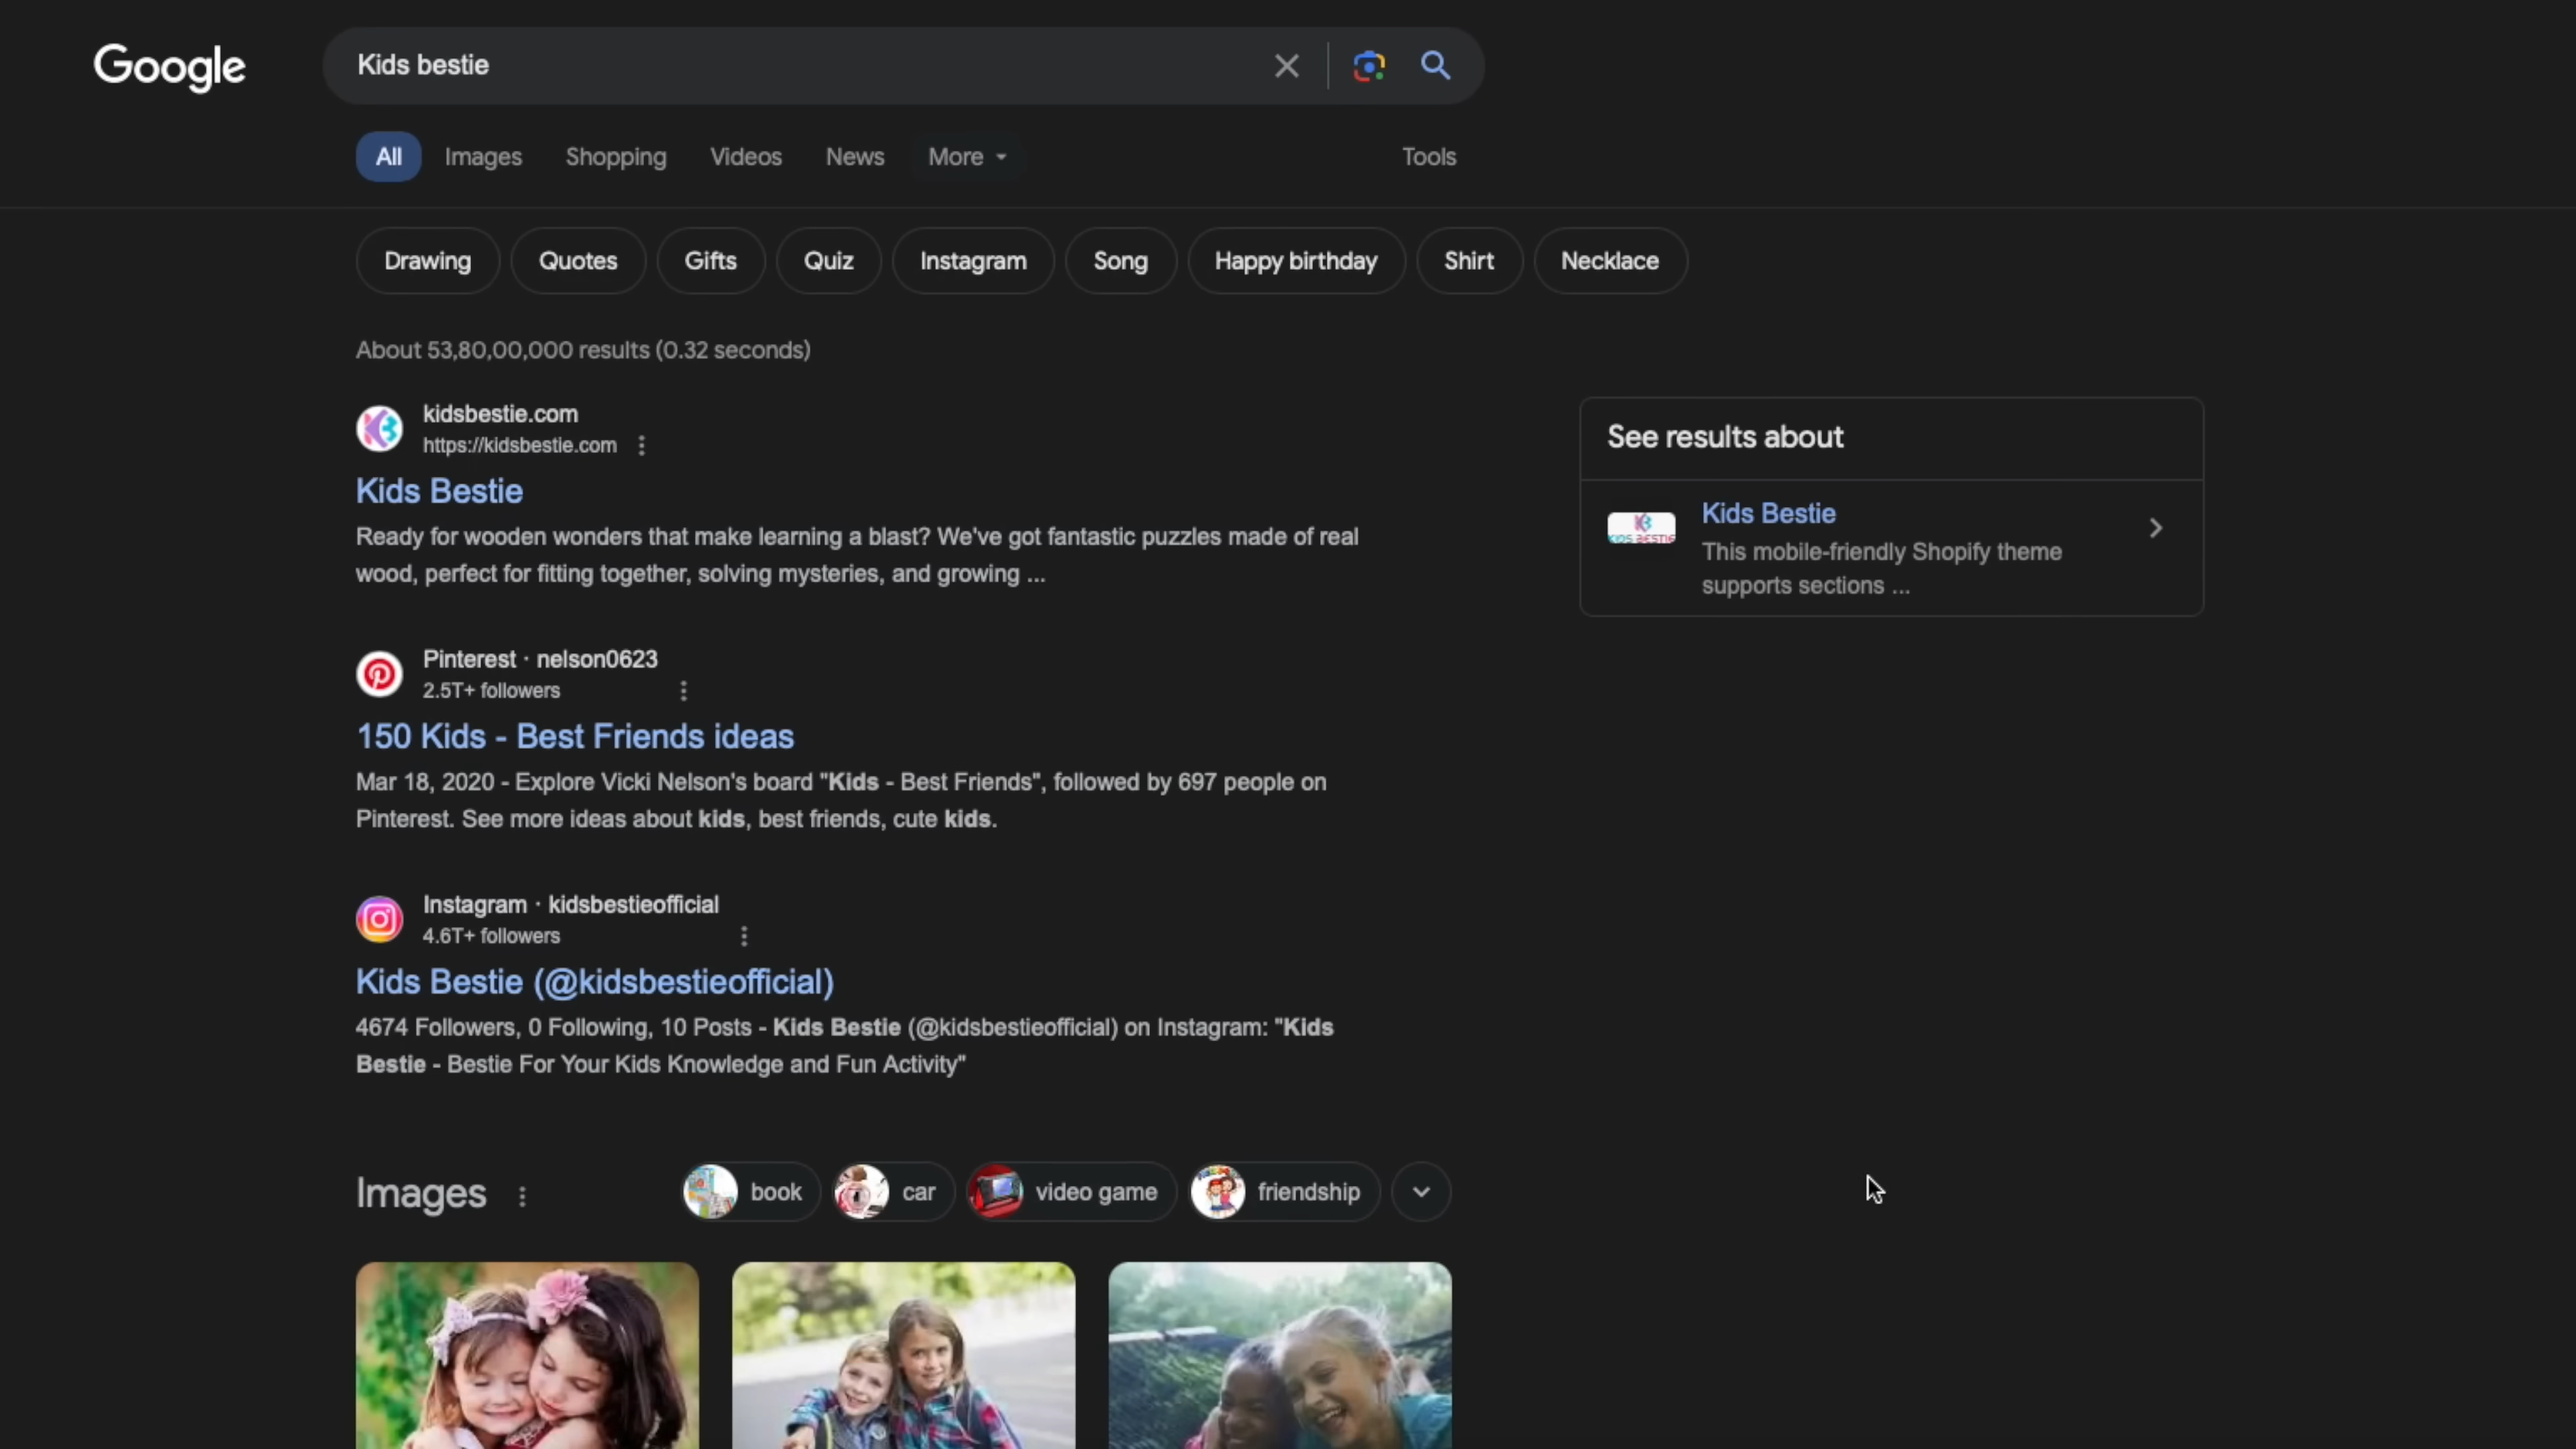 Google
Kids bestie
All Images Shopping Videos News More Tools
Drawing Quotes Gifts Quiz Instagram Song Happy birthday Shirt Necklace
About 53,80,00,000 results (0.32 seconds)
kidsbestie.com
https://kidsbestie.com
Kids Bestie
Ready for wooden wonders that make learning a blast? We've got fantastic puzzles made of real
wood, perfect for fitting together, solving mysteries, and growing ...
See results about
KIDS BESTIE
Kids Bestie
This mobile-friendly Shopify theme
supports sections ...
Pinterest · nelson0623
2.5T+ followers
150 Kids - Best Friends ideas
Mar 18, 2020 - Explore Vicki Nelson's board "Kids - Best Friends", followed by 697 people on
Pinterest. See more ideas about kids, best friends, cute kids.
Instagram · kidsbestieofficial
4.6T+ followers
Kids Bestie (@kidsbestieofficial)
4674 Followers, 0 Following, 10 Posts - Kids Bestie (@kidsbestieofficial) on Instagram: "Kids
Bestie - Bestie For Your Kids Knowledge and Fun Activity"
Images
book car video game friendship